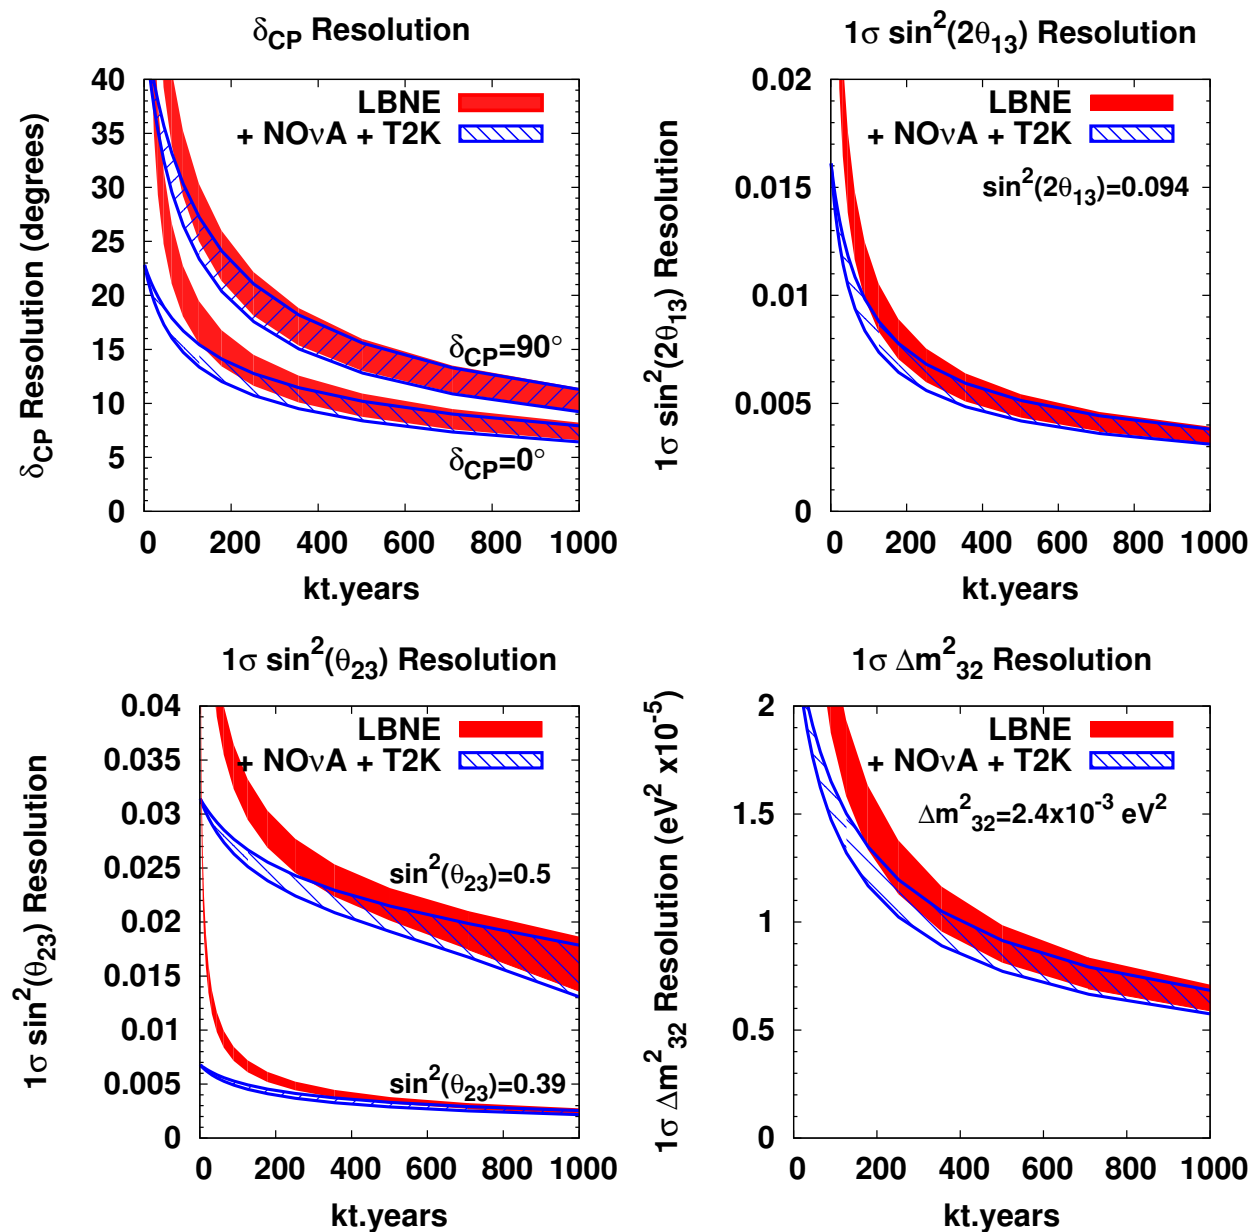 δCP Resolution
δCP Resolution (degrees)
40
35
30
25
20
15
10
5
0
LBNE
+ NOνA + T2K
δCP=90°
δCP=0°
0 200 400 600 800 1000
kt.years
1σ sin²(2θ₁₃) Resolution
1σ sin²(2θ₁₃) Resolution
0.02
0.015
0.01
0.005
0
LBNE
+ NOνA + T2K
sin²(2θ₁₃)=0.094
0 200 400 600 800 1000
kt.years
1σ sin²(θ₂₃) Resolution
1σ sin²(θ₂₃) Resolution
0.04
0.035
0.03
0.025
0.02
0.015
0.01
0.005
0
LBNE
+ NOνA + T2K
sin²(θ₂₃)=0.5
sin²(θ₂₃)=0.39
0 200 400 600 800 1000
kt.years
1σ Δm²₃₂ Resolution
1σ Δm²₃₂ Resolution (eV² x10⁻⁵)
2
1.5
1
0.5
0
LBNE
+ NOνA + T2K
Δm²₃₂=2.4x10⁻³ eV²
0 200 400 600 800 1000
kt.years